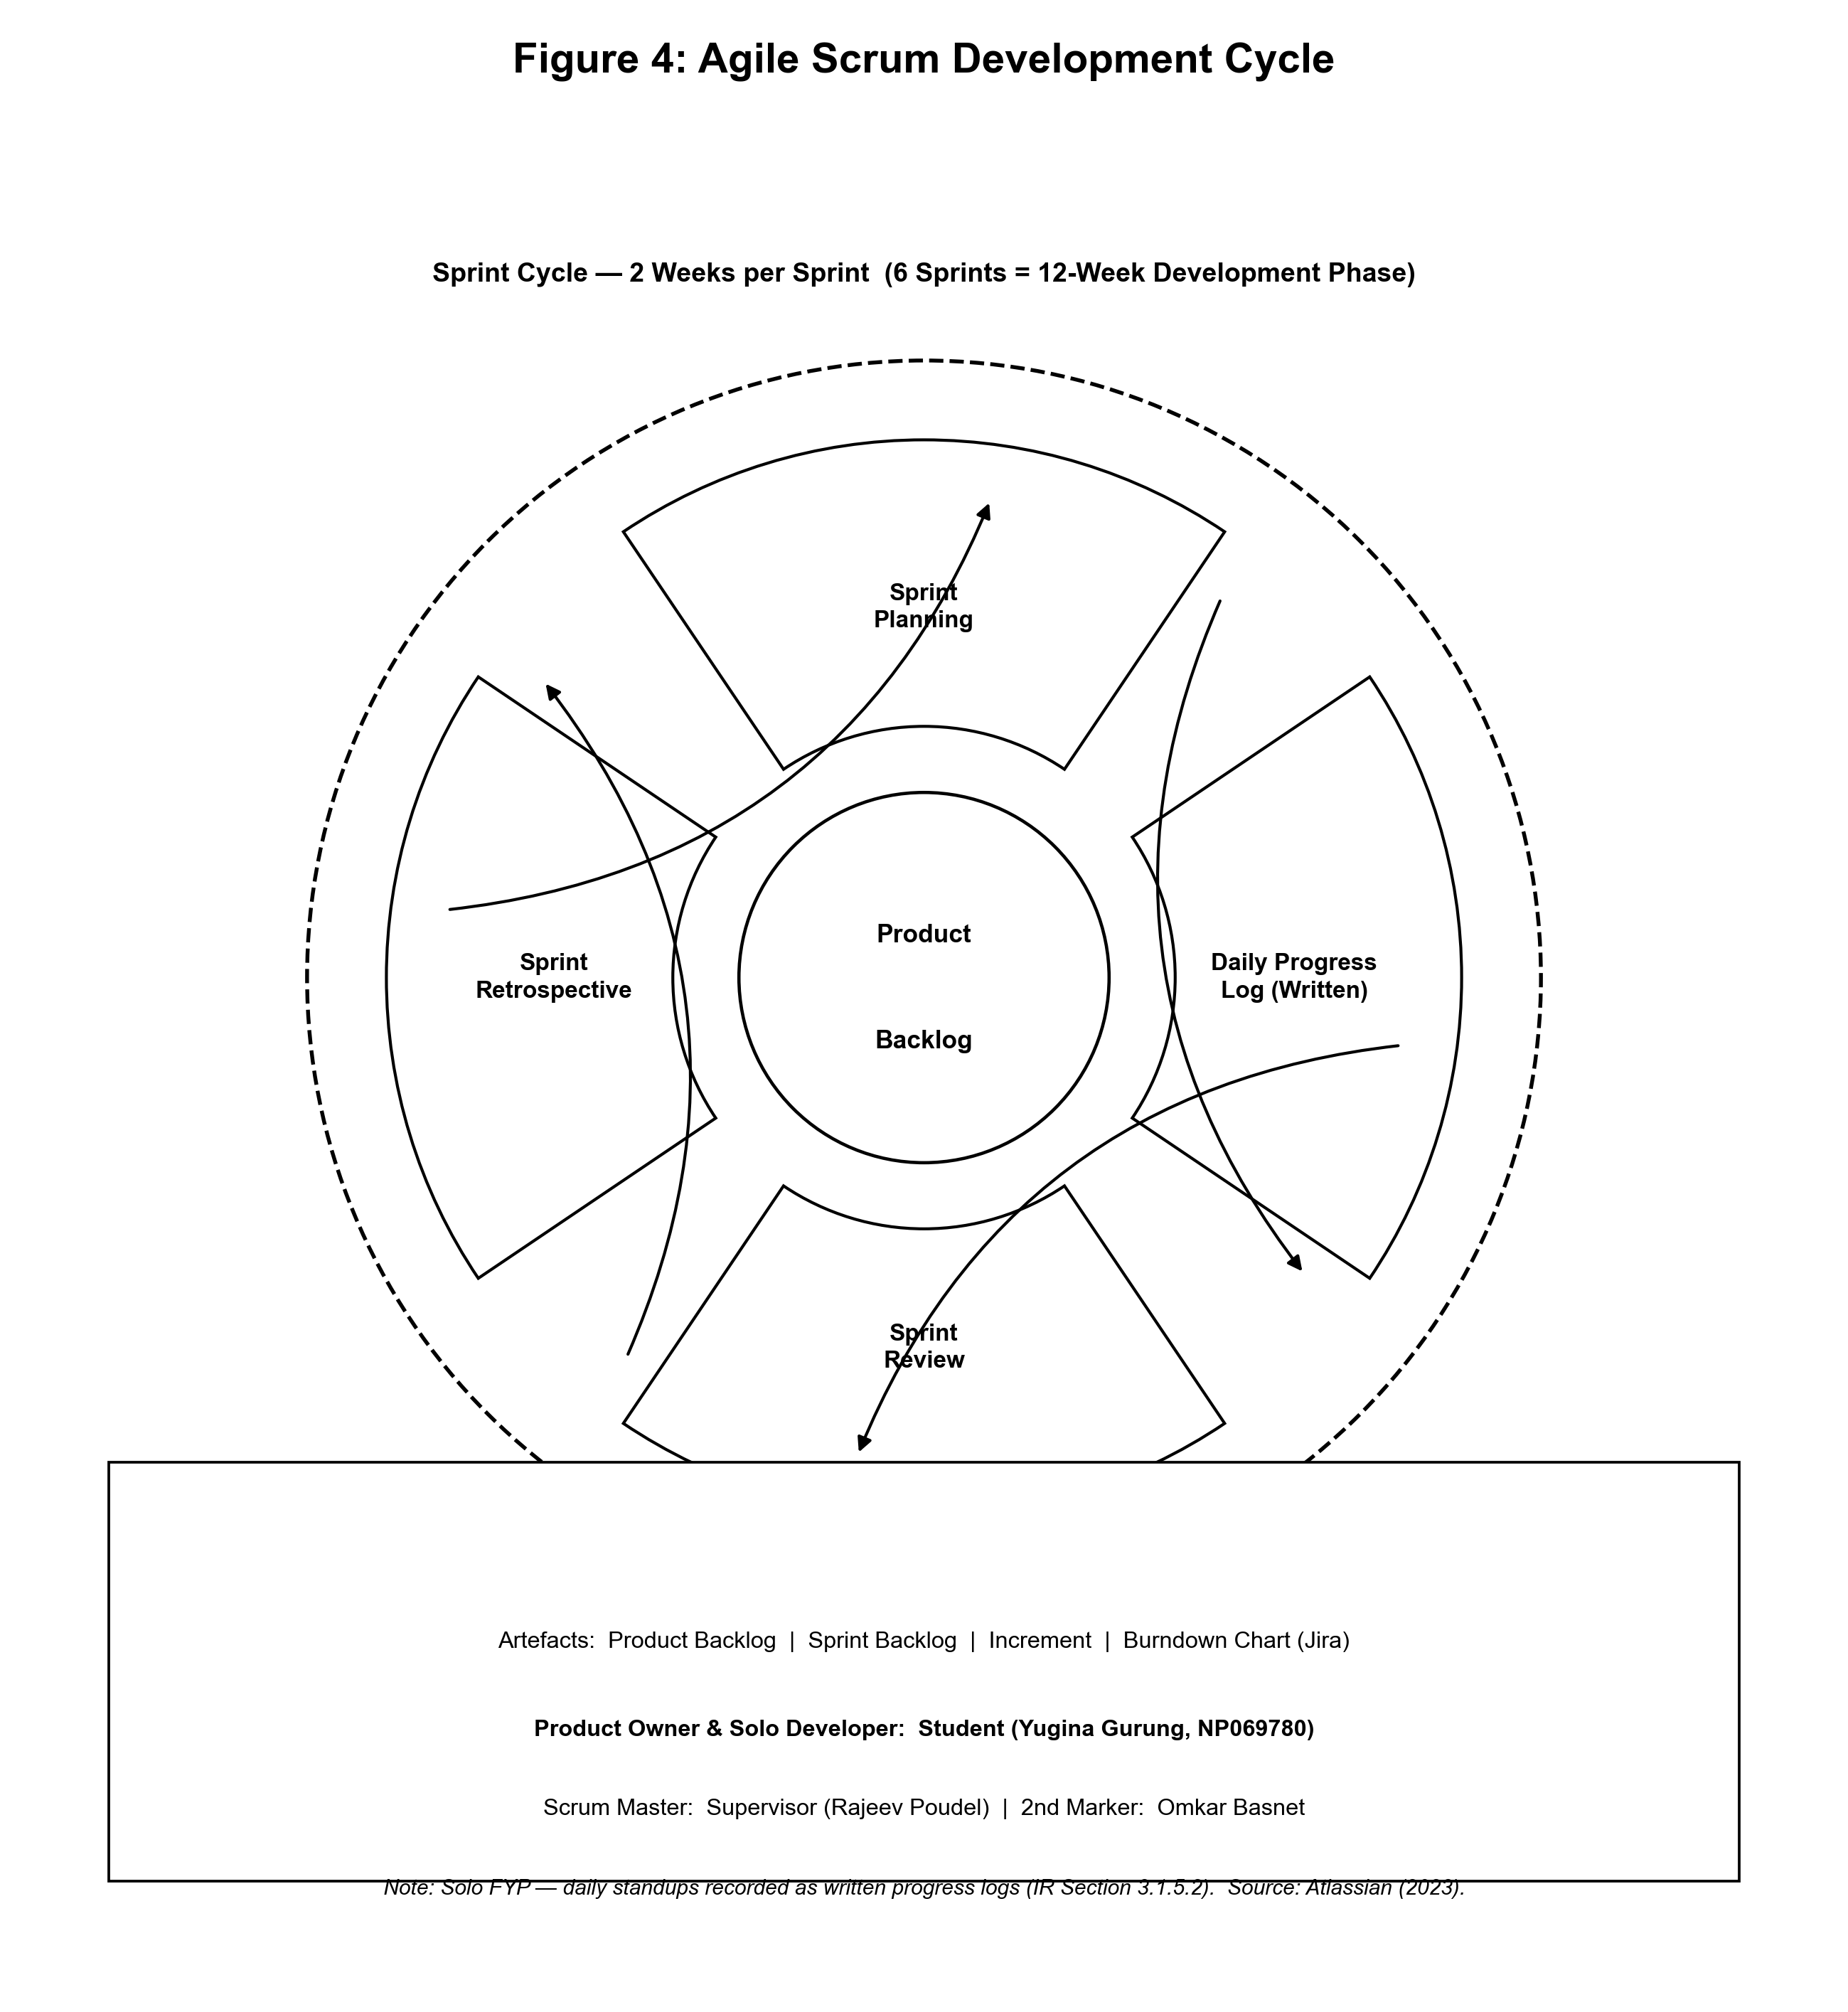 Figure 4: Agile Scrum Development Cycle
Sprint Cycle — 2 Weeks per Sprint  (6 Sprints = 12-Week Development Phase)
Sprint
Planning
Sprint
Retrospective
Product
Backlog
Daily Progress
Log (Written)
Sprint
Review
Artefacts:  Product Backlog  |  Sprint Backlog  |  Increment  |  Burndown Chart (Jira)
Product Owner & Solo Developer:  Student (Yugina Gurung, NP069780)
Scrum Master:  Supervisor (Rajeev Poudel)  |  2nd Marker:  Omkar Basnet
Note: Solo FYP — daily standups recorded as written progress logs (IR Section 3.1.5.2).  Source: Atlassian (2023).